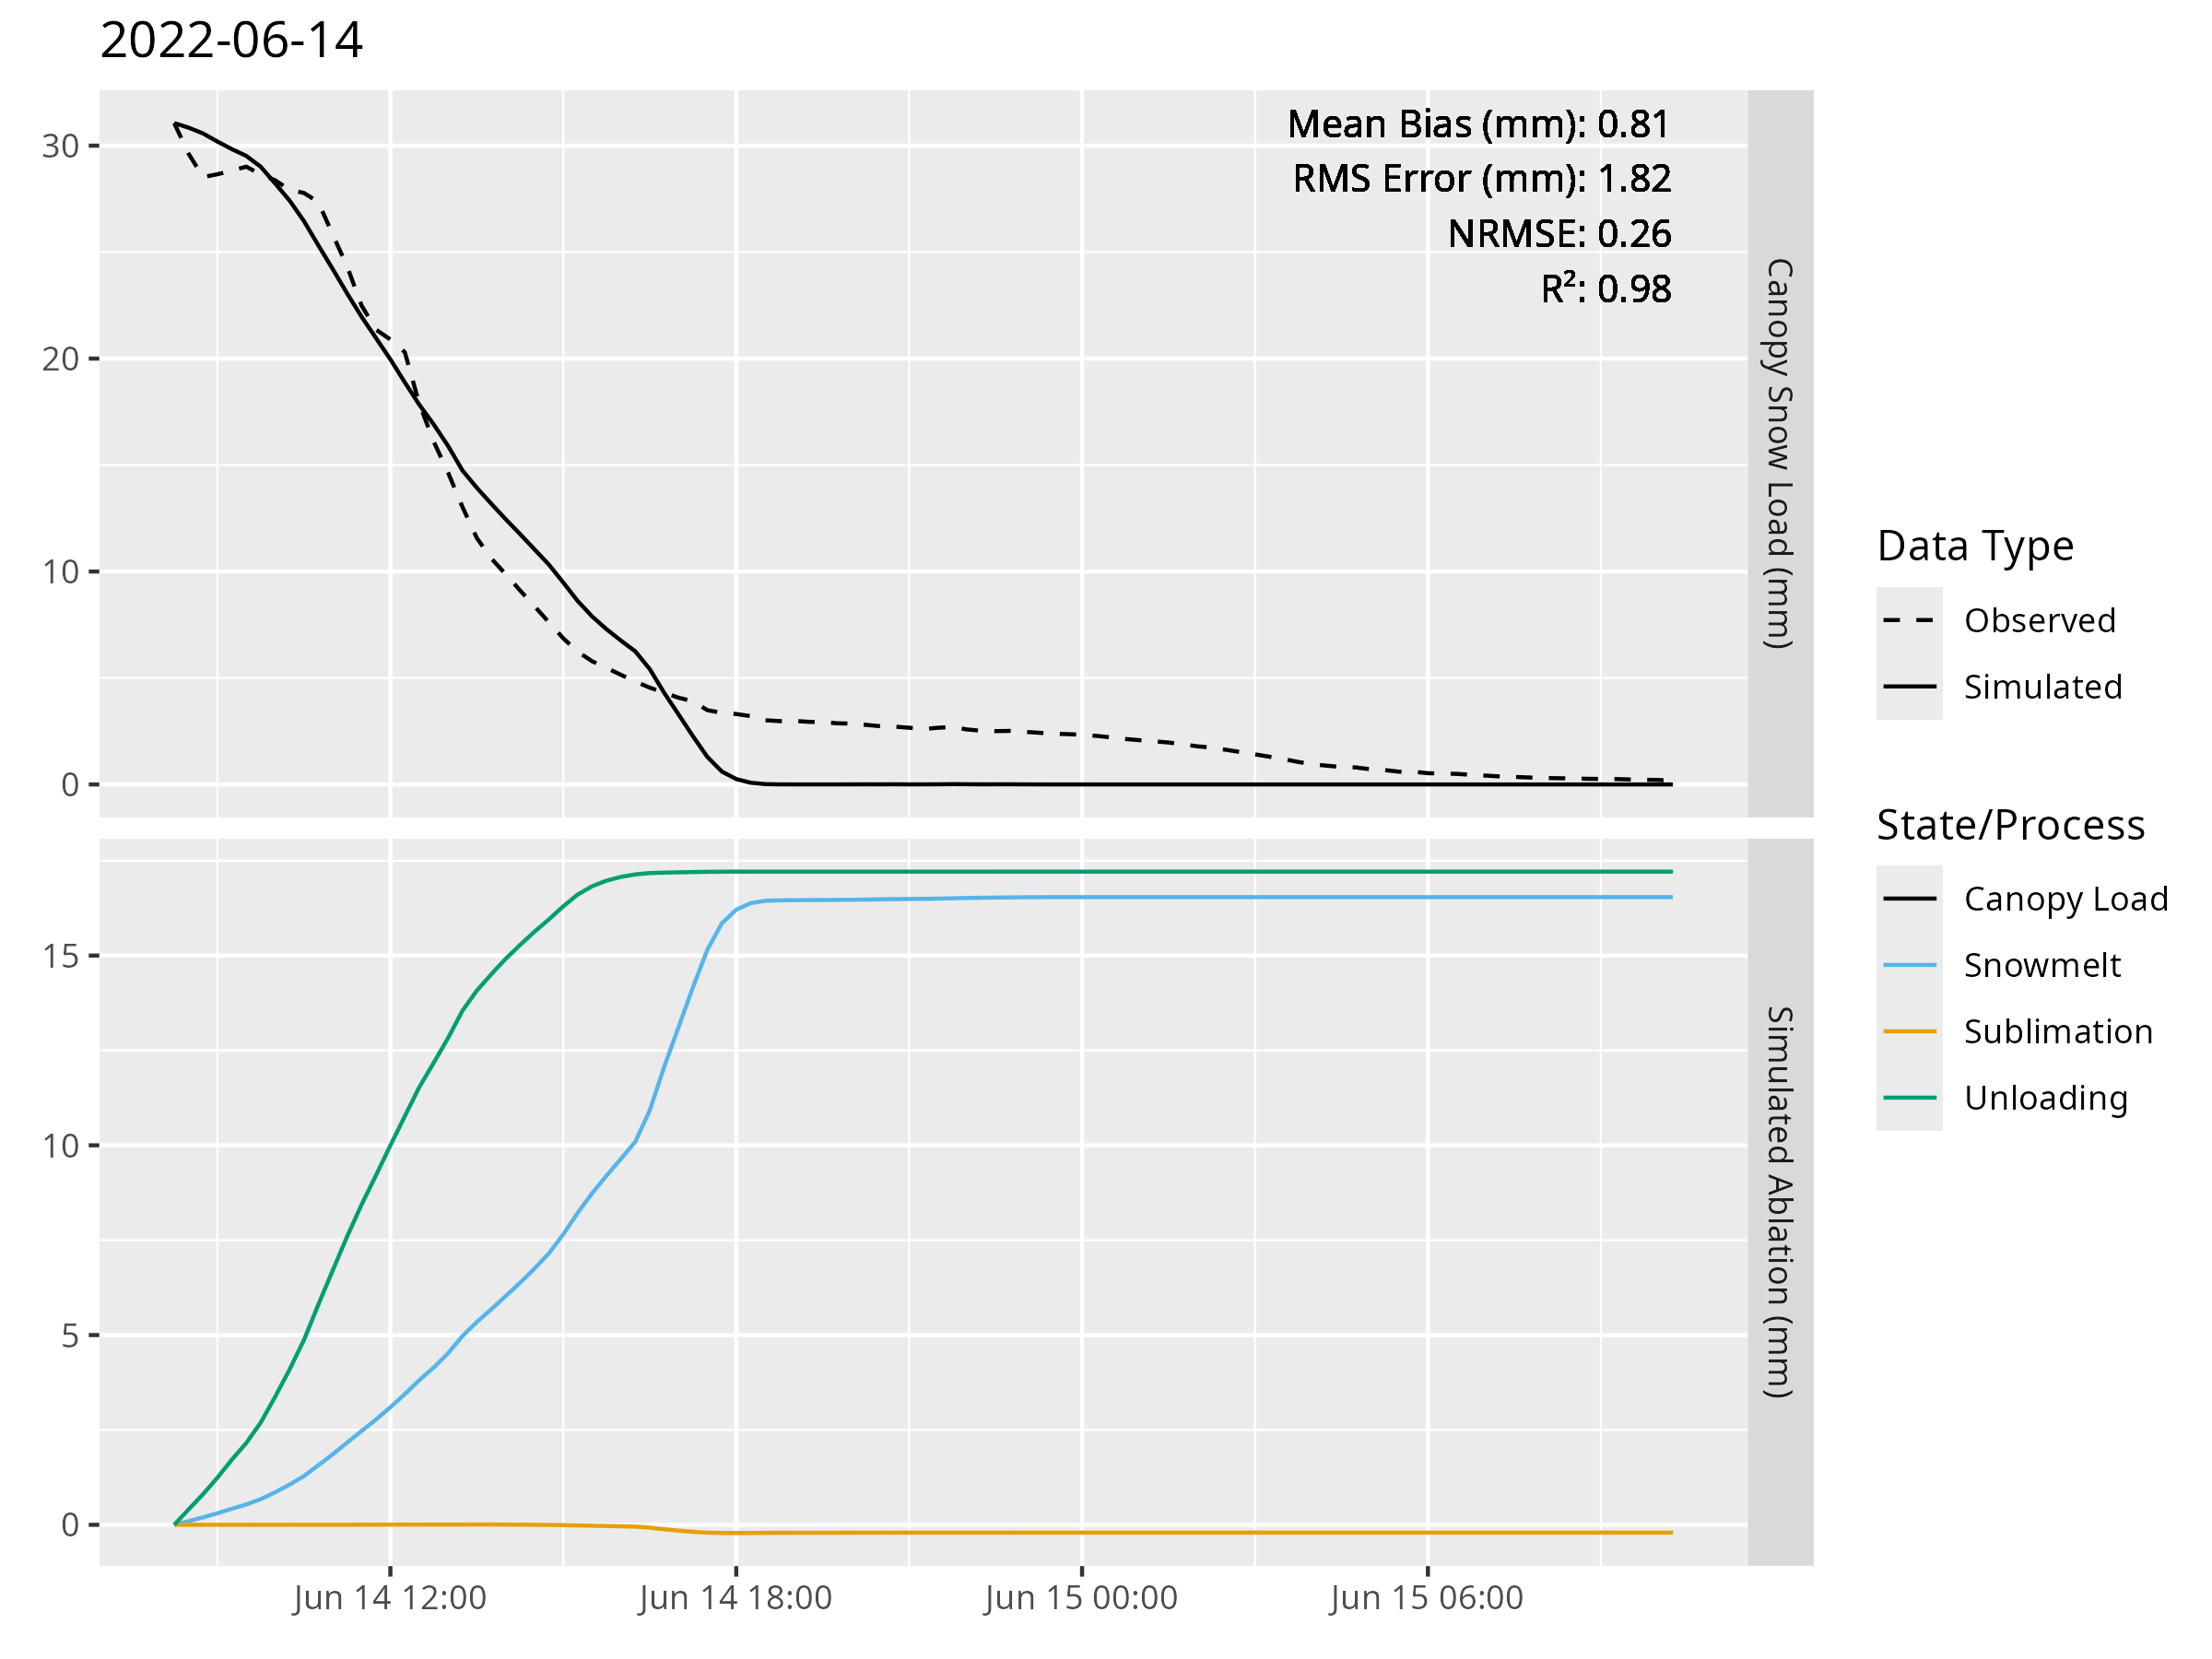 2022-06-14
30
20
10
0
Mean Bias (mm): 0.81
RMS Error (mm): 1.82
NRMSE: 0.26
R²: 0.98
Canopy Snow Load (mm)
15
10
5
0
Simulated Ablation (mm)
Jun 14 12:00
Jun 14 18:00
Jun 15 00:00
Jun 15 06:00
Data Type
Observed
Simulated
State/Process
Canopy Load
Snowmelt
Sublimation
Unloading